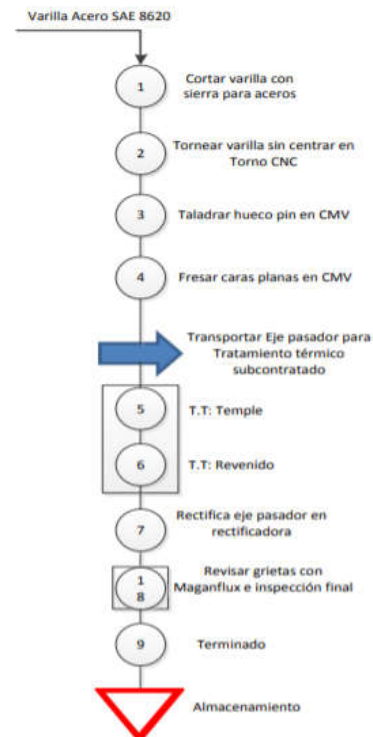 Varilla Acero SAE 8620
1
Cortar varilla con
sierra para aceros
2
Tornear varilla sin centrar en
Torno CNC
3
Taladrar hueco pin en CMV
4
Fresar caras planas en CMV
Transportar Eje pasador para
Tratamiento térmico
subcontratado
5
T.T: Temple
6
T.T: Revenido
7
Rectifica eje pasador en
rectificadora
1
8
Revisar grietas con
Maganflux e inspección final
9
Terminado
Almacenamiento